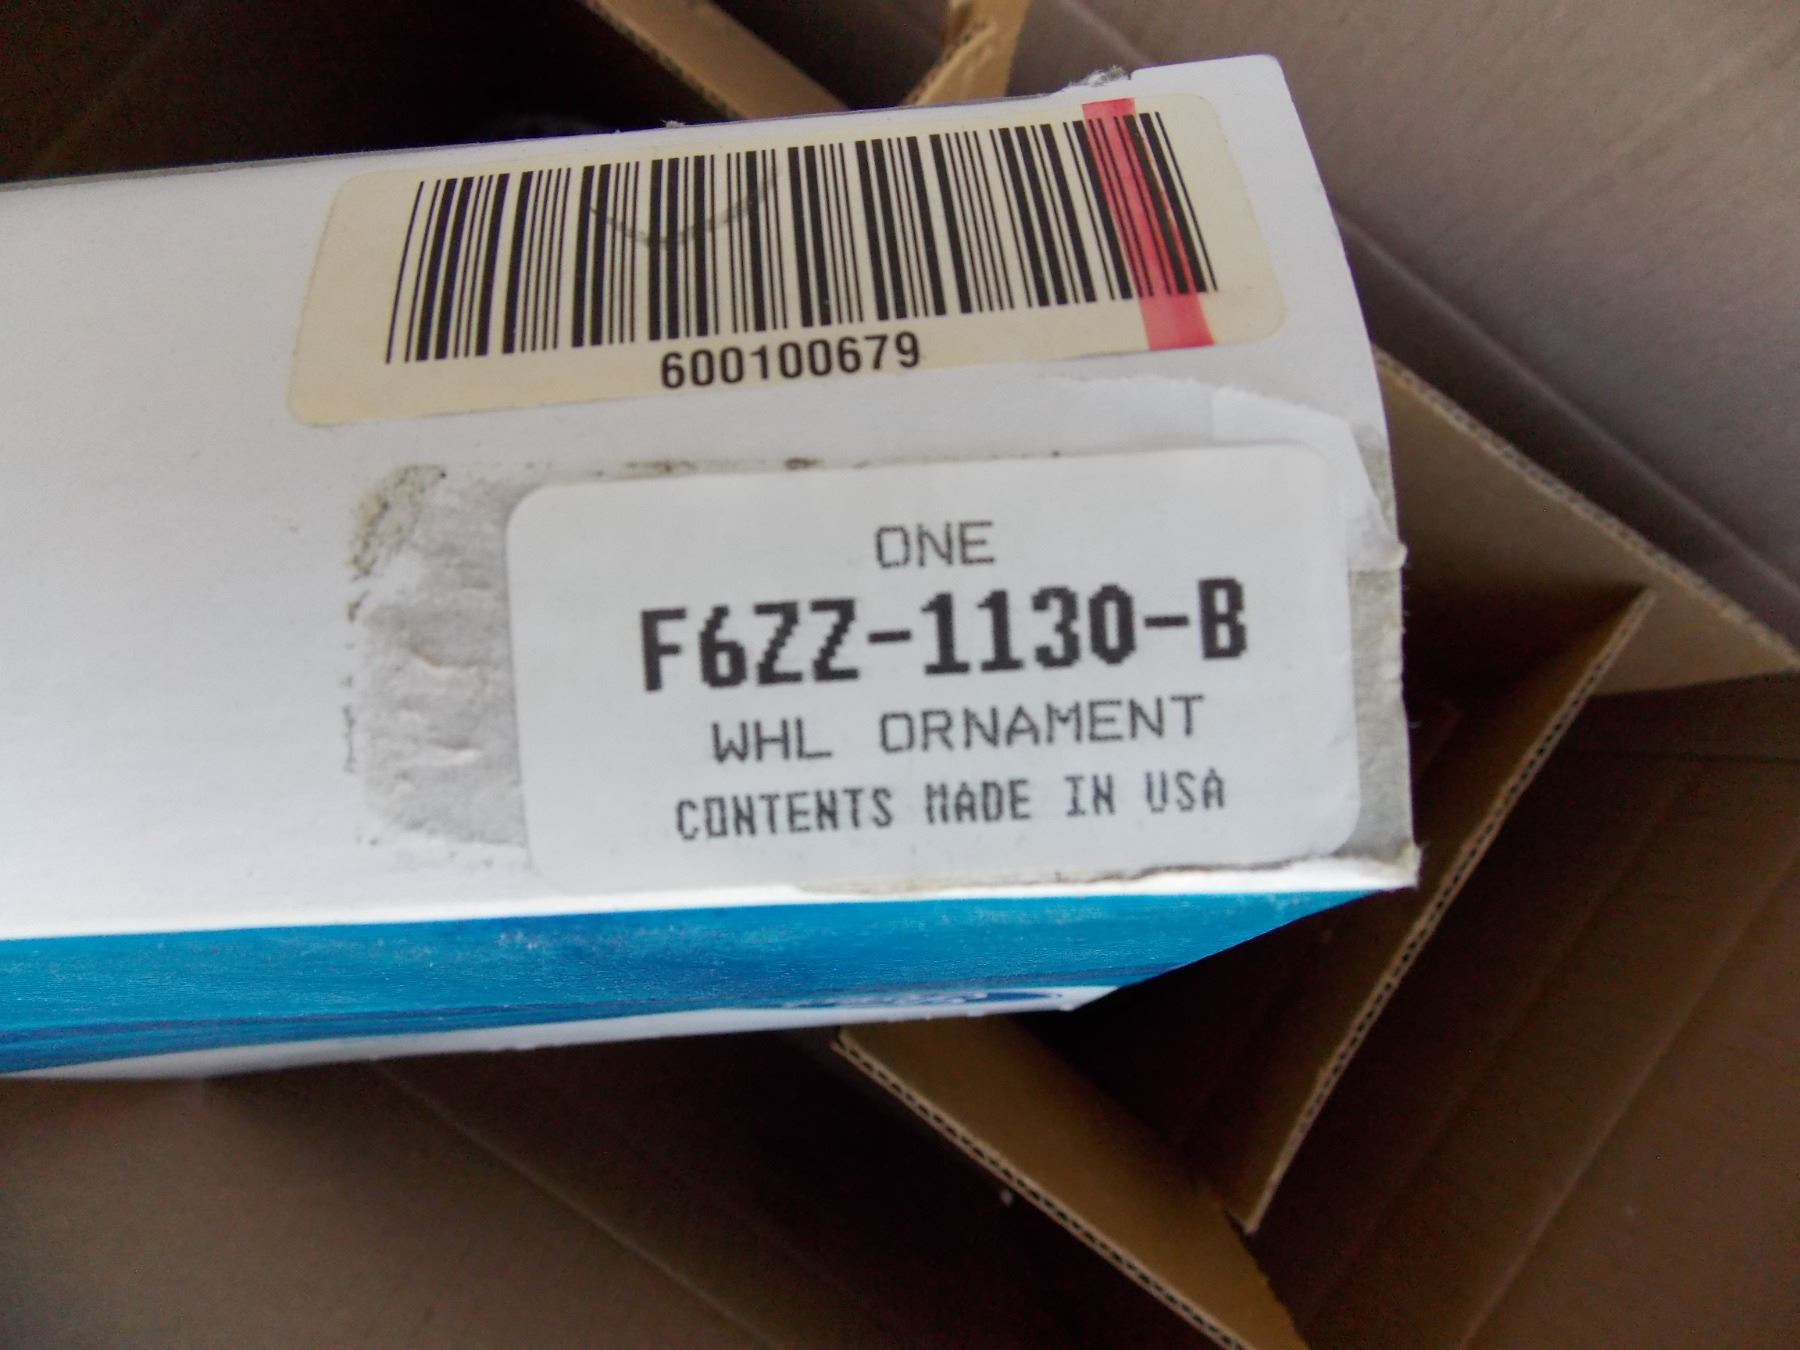 600100679
ONE
F6ZZ-1130-B
WHL ORNAMENT
CONTENTS MADE IN USA